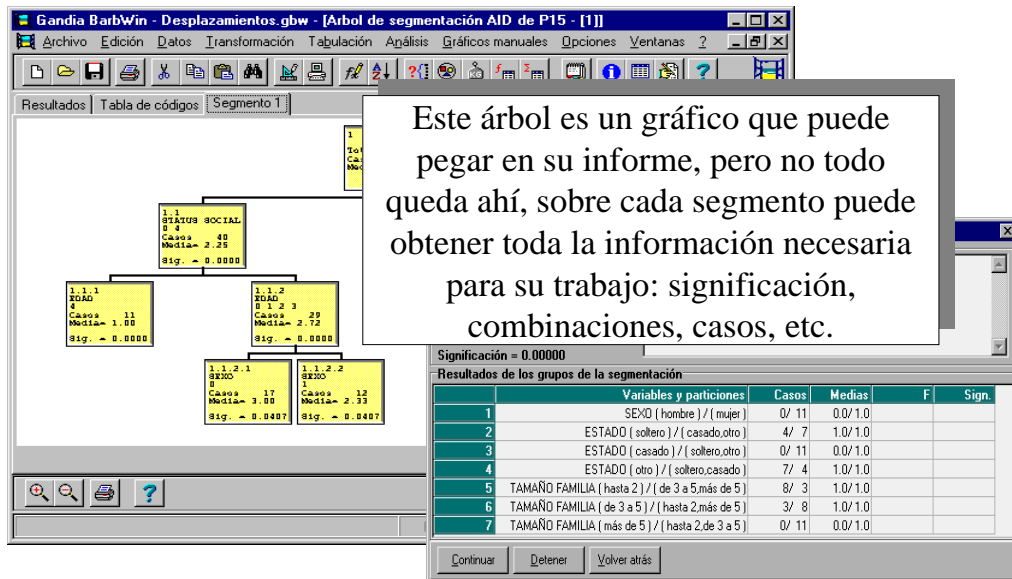 Gandia BarbWin - Desplazamientos.gbw - [Arbol de segmentación AID de P15 - [1]]
Archivo Edición Datos Transformación Tabulación Análisis Gráficos manuales Opciones Ventanas ?
Resultados Tabla de códigos Segmento 1
Este árbol es un gráfico que puede
pegar en su informe, pero no todo
queda ahí, sobre cada segmento puede
obtener toda la información necesaria
para su trabajo: significación,
combinaciones, casos, etc.
1
1.1
STATUS SOCIAL
0 4
Casos 40
Media= 2.25
Sig. = 0.0000
1.1.1
EDAD
4
Casos 11
Media= 1.00
Sig. = 0.0000
1.1.2
EDAD
0 1 2 3
Casos 29
Media= 2.72
Sig. = 0.0000
1.1.2.1
SEXO
0
Casos 17
Media= 3.00
Sig. = 0.0407
1.1.2.2
SEXO
1
Casos 12
Media= 2.33
Sig. = 0.0407
Significación = 0.00000
Resultados de los grupos de la segmentación
Variables y particiones Casos Medias F Sign.
1 SEXO ( hombre ) / ( mujer ) 0/ 11 0.0/ 1.0
2 ESTADO ( soltero ) / ( casado,otro ) 4/ 7 1.0/ 1.0
3 ESTADO ( casado ) / ( soltero,otro ) 0/ 11 0.0/ 1.0
4 ESTADO ( otro ) / ( soltero,casado ) 7/ 4 1.0/ 1.0
5 TAMAÑO FAMILIA ( hasta 2 ) / ( de 3 a 5,más de 5 ) 8/ 3 1.0/ 1.0
6 TAMAÑO FAMILIA ( de 3 a 5 ) / ( hasta 2,más de 5 ) 3/ 8 1.0/ 1.0
7 TAMAÑO FAMILIA ( más de 5 ) / ( hasta 2,de 3 a 5 ) 0/ 11 0.0/ 1.0
Continuar Detener Volver atrás